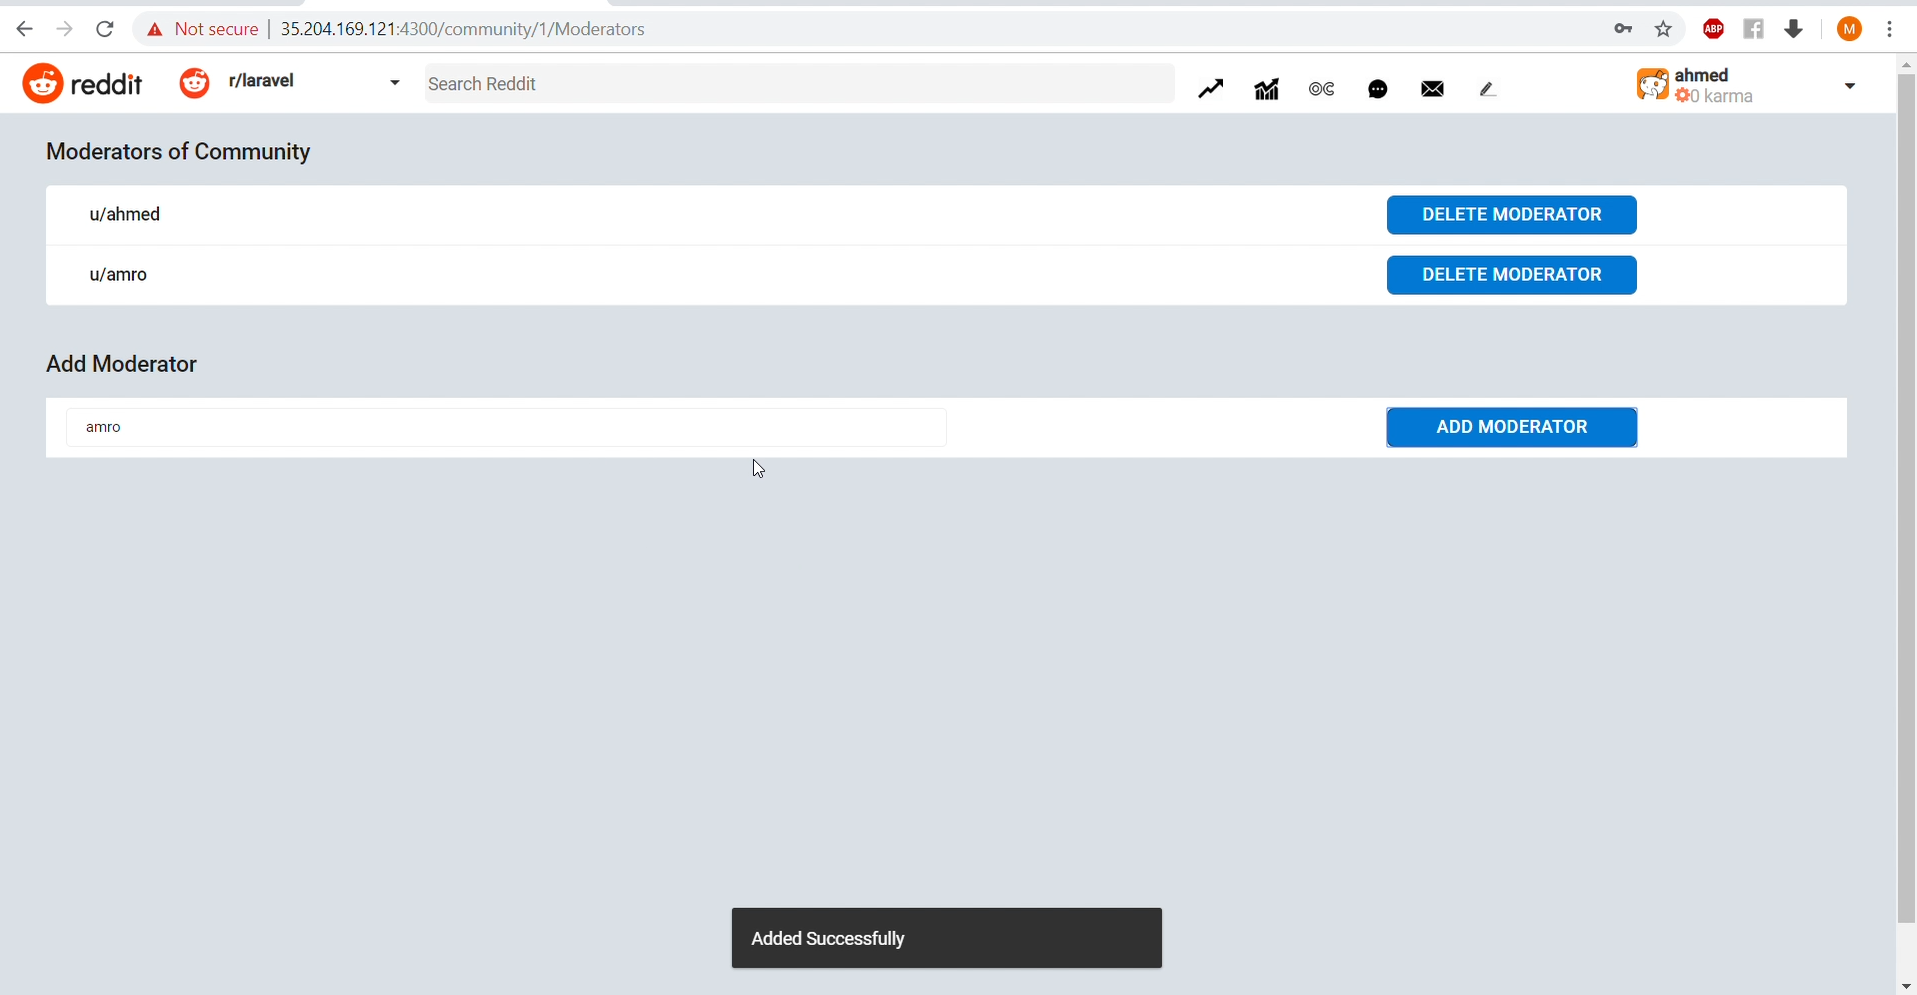 Not secure | 35.204.169.121:4300/community/1/Moderators
ABP
M
reddit
r/laravel
Search Reddit
OC
ahmed
0 karma
Moderators of Community
u/ahmed
DELETE MODERATOR
u/amro
DELETE MODERATOR
Add Moderator
amro
ADD MODERATOR
Added Successfully